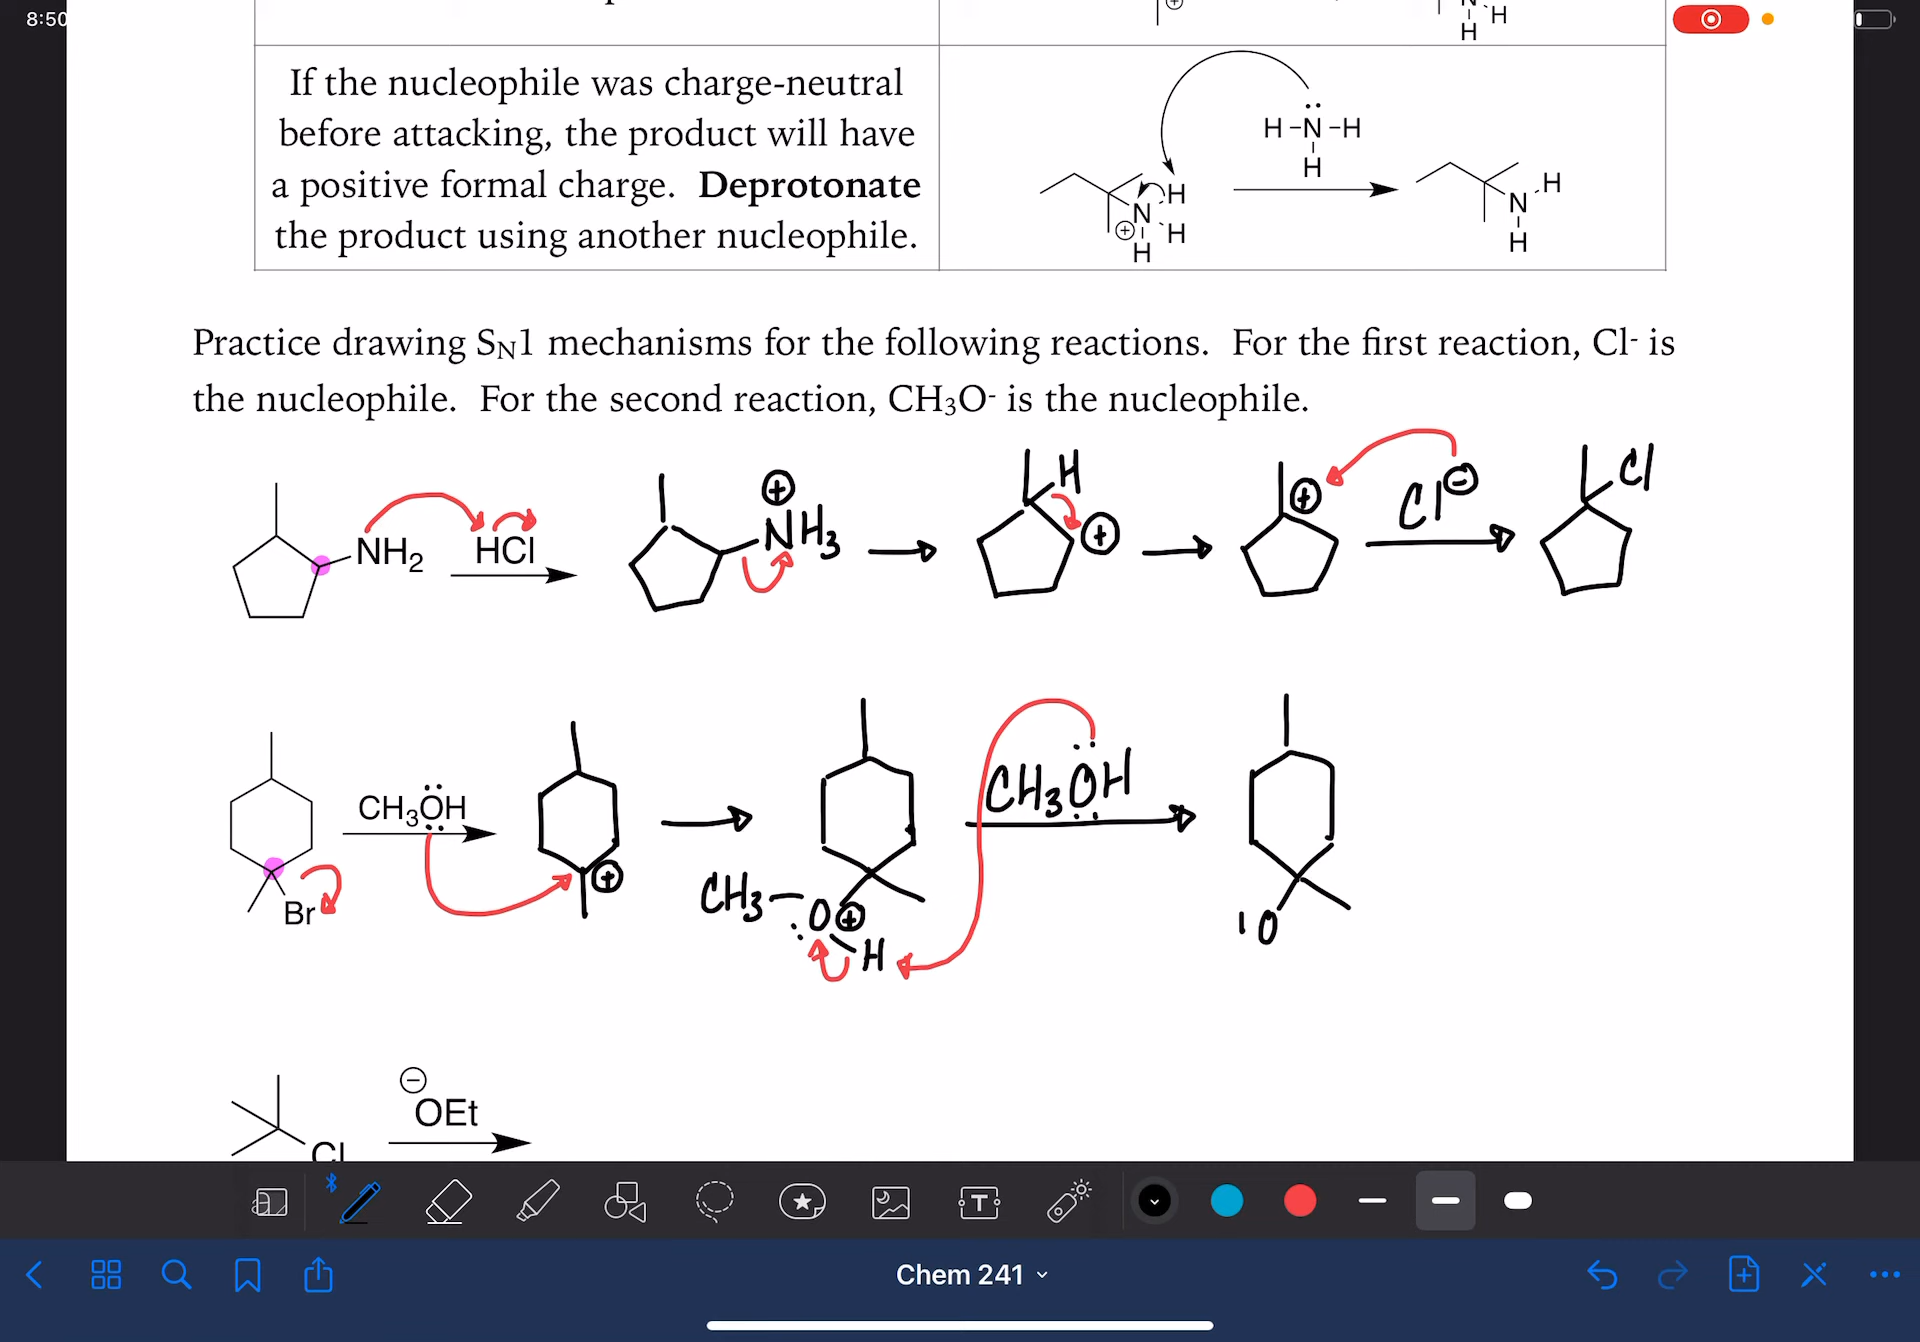 8:50
N H
H
If the nucleophile was charge-neutral
before attacking, the product will have
a positive formal charge. Deprotonate
the product using another nucleophile.
H-N-H
H
H
N H
H
⊕
H
N
H
Practice drawing SN1 mechanisms for the following reactions. For the first reaction, Cl- is
the nucleophile. For the second reaction, CH3O- is the nucleophile.
NH2 HCl ⊕ NH3 H ⊕ ⊕ Cl⊖ Cl
CH3ÖH CH3ÖH
Br ⊕ CH3-O⊕ H O
⊖
OEt
Cl
T
Chem 241